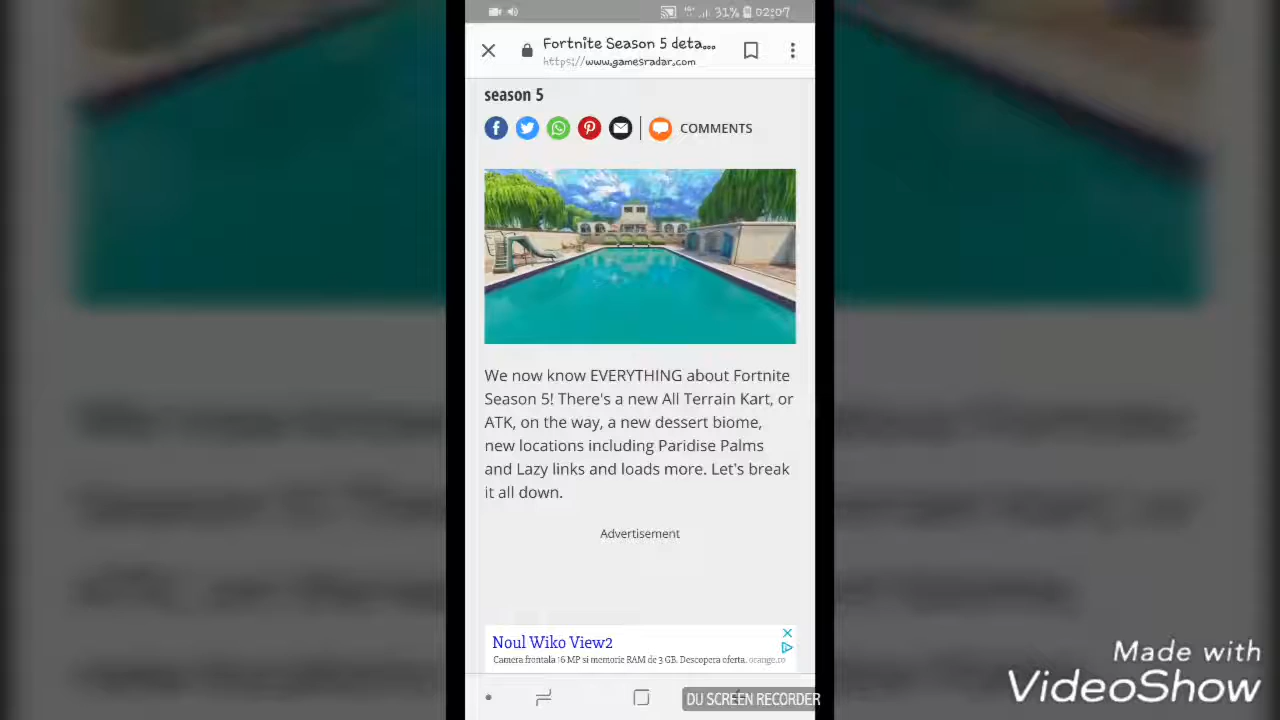 31% 02:07
Fortnite Season 5 deta...
https://www.gamesradar.com
season 5
COMMENTS
We now know EVERYTHING about Fortnite
Season 5! There's a new All Terrain Kart, or
ATK, on the way, a new dessert biome,
new locations including Paridise Palms
and Lazy links and loads more. Let's break
it all down.
Advertisement
Noul Wiko View2
Camera frontala 16 MP si memorie RAM de 3 GB. Descopera oferta. orange.ro
DU SCREEN RECORDER
Made with
VideoShow